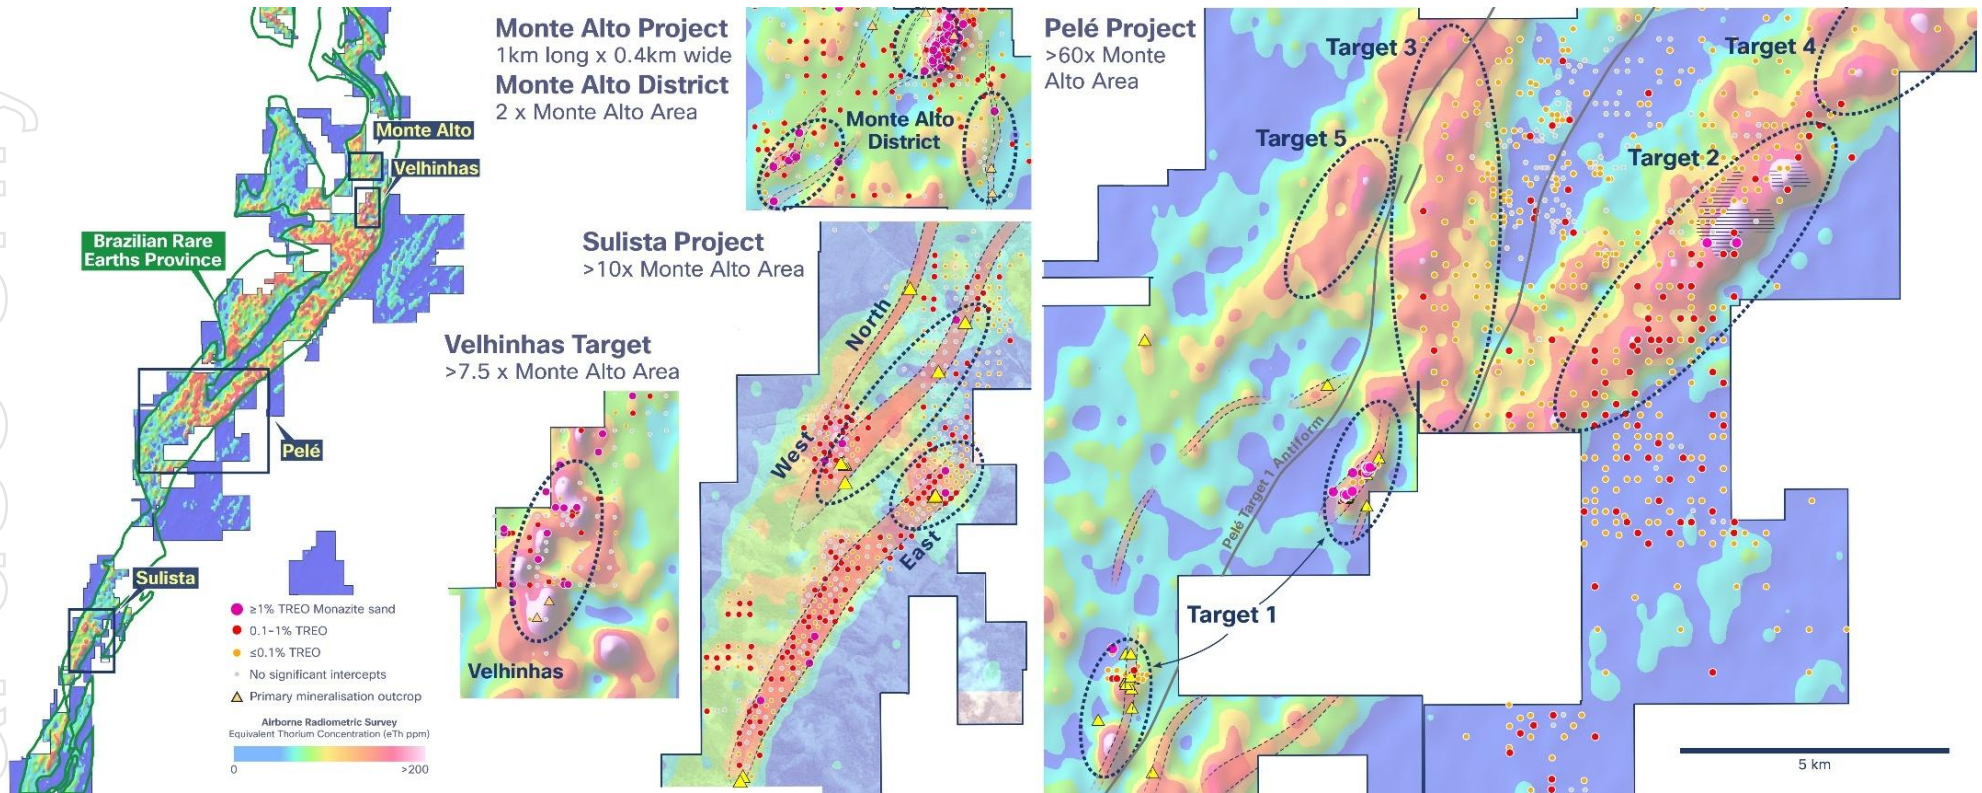 Monte Alto Project
1km long x 0.4km wide
Monte Alto District
2 x Monte Alto Area
Monte Alto
District
Pelé Project
>60x Monte
Alto Area
Target 3
Target 4
Target 5
Target 2
Monte Alto
Velhinhas
Brazilian Rare
Earths Province
Sulista Project
>10x Monte Alto Area
North
West
East
Velhinhas Target
>7.5 x Monte Alto Area
Velhinhas
Pelé
Sulista
Pelé Target 1 Antiform
Target 1
≥1% TREO Monazite sand
0.1–1% TREO
≤0.1% TREO
No significant intercepts
Primary mineralisation outcrop
Airborne Radiometric Survey
Equivalent Thorium Concentration (eTh ppm)
0 >200
5 km